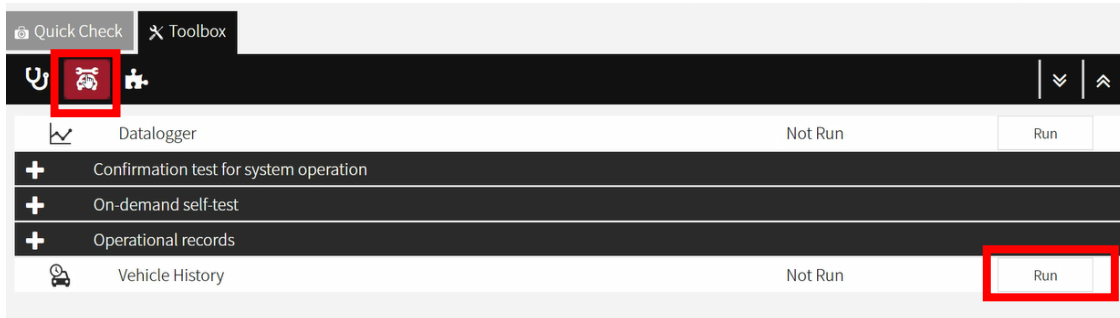 Quick Check Toolbox
Datalogger Not Run Run
Confirmation test for system operation
On-demand self-test
Operational records
Vehicle History Not Run Run